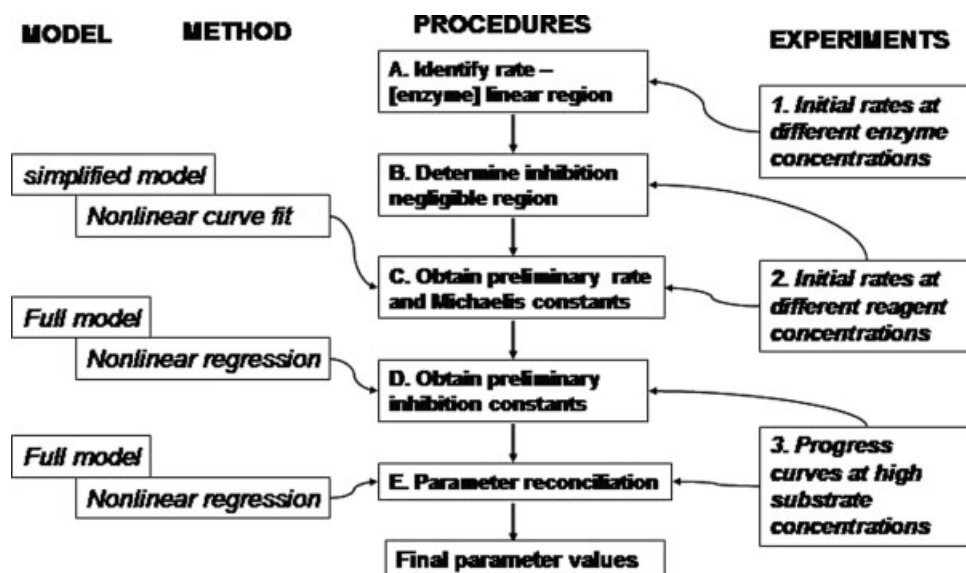 MODEL
METHOD
PROCEDURES
EXPERIMENTS
A. Identify rate –
[enzyme] linear region
1. Initial rates at
different enzyme
concentrations
B. Determine inhibition
negligible region
simplified model
Nonlinear curve fit
C. Obtain preliminary rate
and Michaelis constants
2. Initial rates at
different reagent
concentrations
Full model
Nonlinear regression
D. Obtain preliminary
inhibition constants
3. Progress
curves at high
substrate
concentrations
Full model
Nonlinear regression
E. Parameter reconciliation
Final parameter values